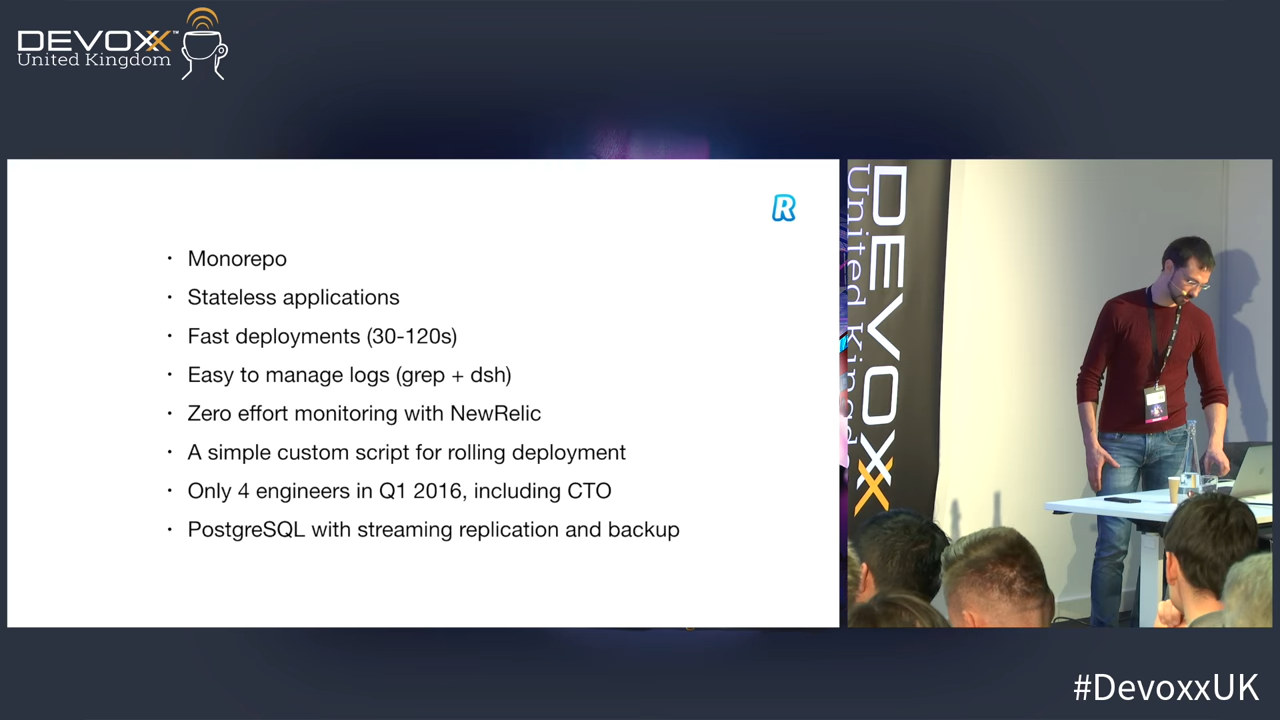 DEVOXX™
United Kingdom
R
· Monorepo
· Stateless applications
· Fast deployments (30-120s)
· Easy to manage logs (grep + dsh)
· Zero effort monitoring with NewRelic
· A simple custom script for rolling deployment
· Only 4 engineers in Q1 2016, including CTO
· PostgreSQL with streaming replication and backup
DEVOXX
United Kingd
#DevoxxUK